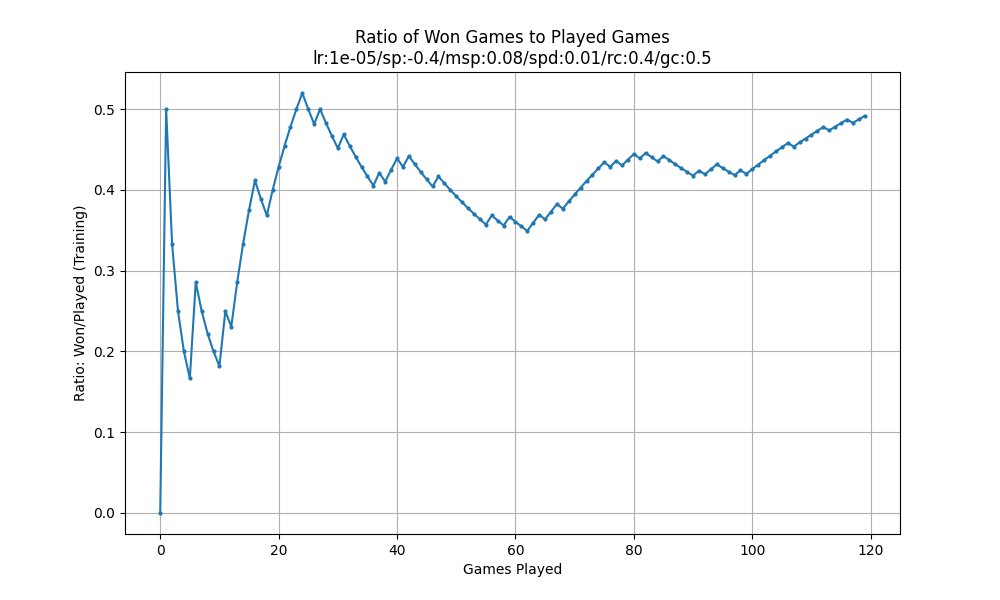 Ratio of Won Games to Played Games
lr:1e-05/sp:-0.4/msp:0.08/spd:0.01/rc:0.4/gc:0.5
Ratio: Won/Played (Training)
0.5
0.4
0.3
0.2
0.1
0.0
0 20 40 60 80 100 120
Games Played